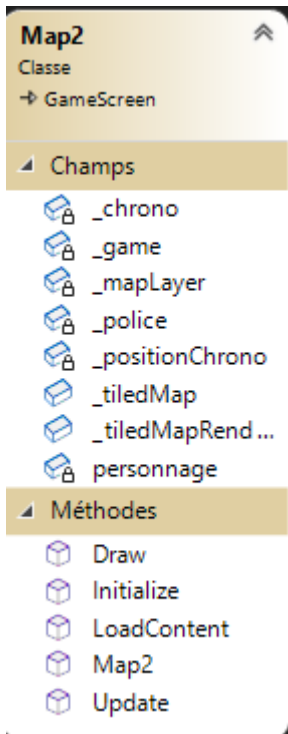 Map2
Classe
GameScreen
Champs
_chrono
_game
_mapLayer
_police
_positionChrono
_tiledMap
_tiledMapRend ...
personnage
Méthodes
Draw
Initialize
LoadContent
Map2
Update